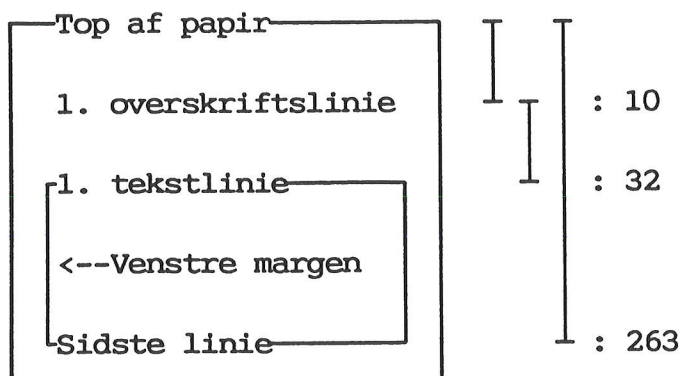 Top af papir
1. overskriftslinie : 10
1. tekstlinie : 32
<--Venstre margen
Sidste linie : 263